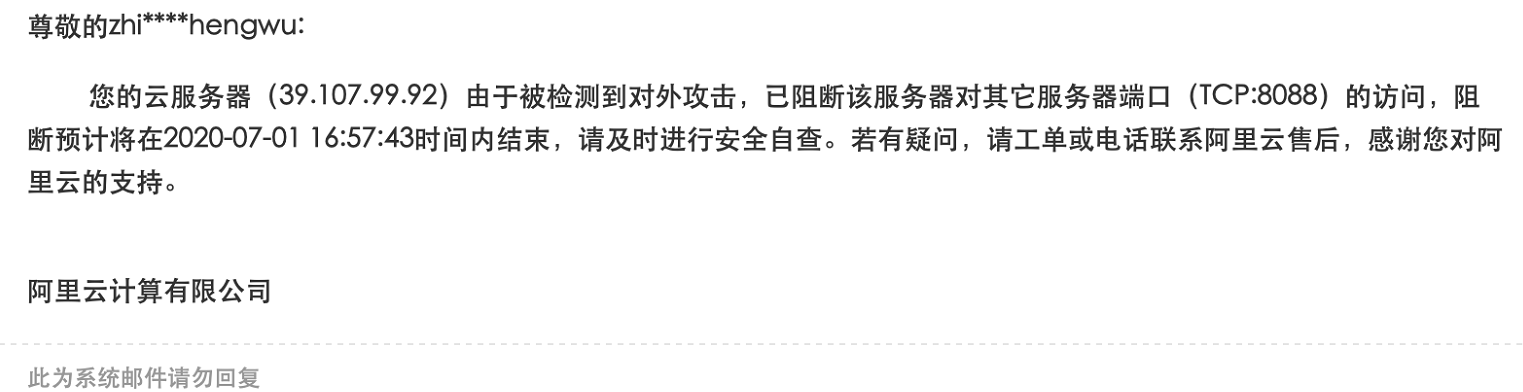 尊敬的zhi****hengwu:
您的云服务器（39.107.99.92）由于被检测到对外攻击，已阻断该服务器对其它服务器端口（TCP:8088）的访问，阻
断预计将在2020-07-01 16:57:43时间内结束，请及时进行安全自查。若有疑问，请工单或电话联系阿里云售后，感谢您对阿
里云的支持。
阿里云计算有限公司
此为系统邮件请勿回复